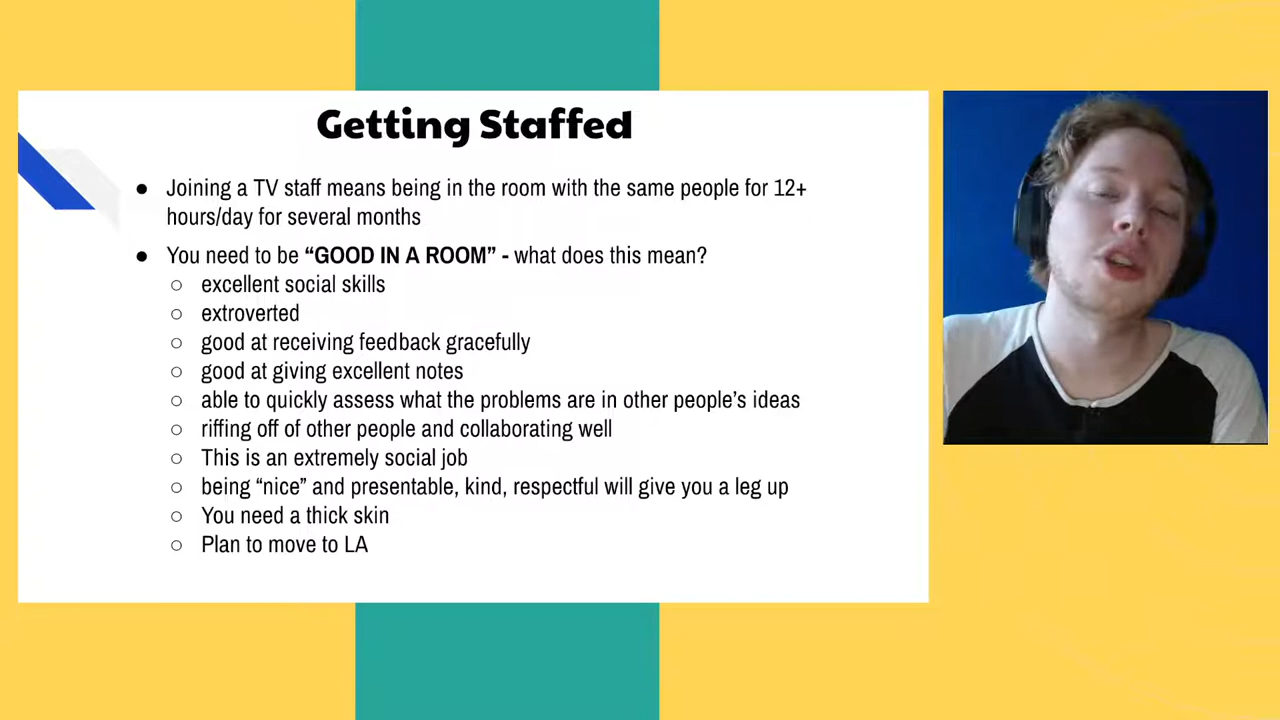 Getting Staffed
● Joining a TV staff means being in the room with the same people for 12+
hours/day for several months
● You need to be “GOOD IN A ROOM” - what does this mean?
○ excellent social skills
○ extroverted
○ good at receiving feedback gracefully
○ good at giving excellent notes
○ able to quickly assess what the problems are in other people’s ideas
○ riffing off of other people and collaborating well
○ This is an extremely social job
○ being “nice” and presentable, kind, respectful will give you a leg up
○ You need a thick skin
○ Plan to move to LA